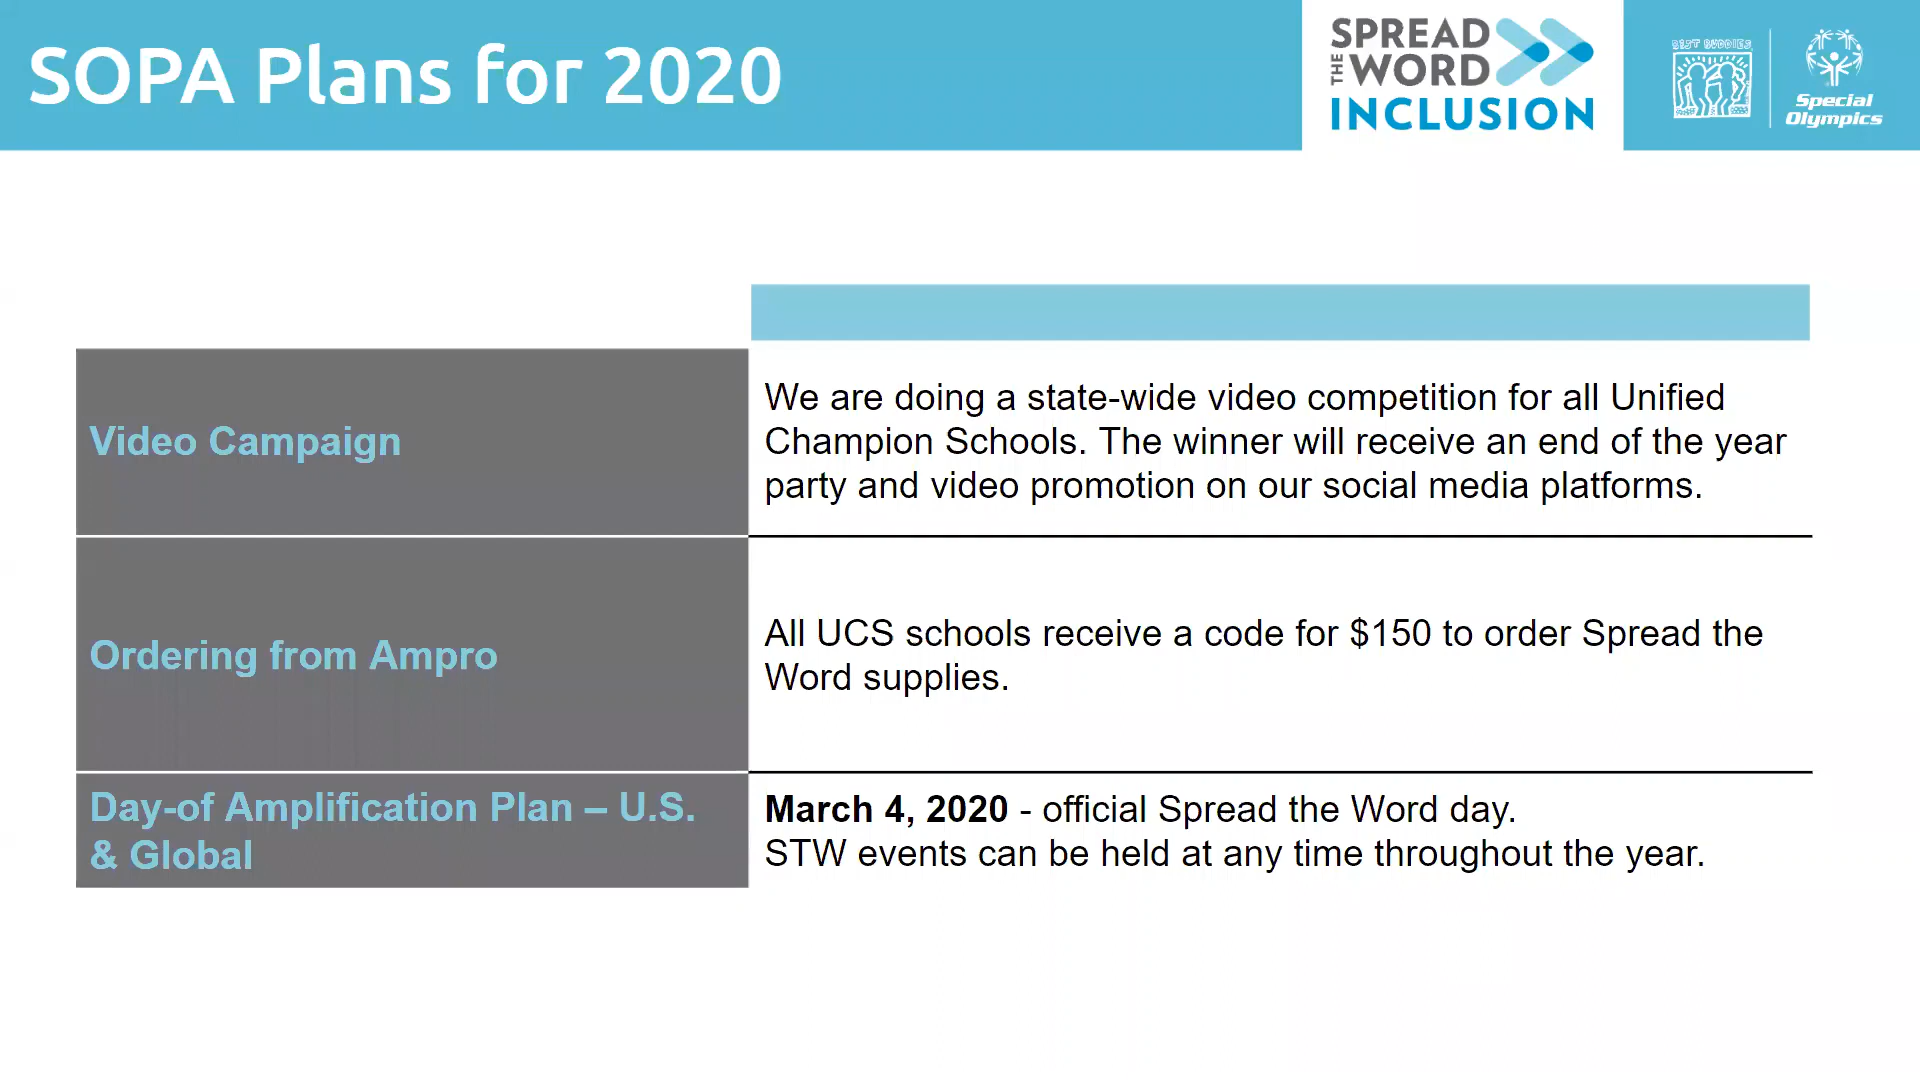 SOPA Plans for 2020
SPREAD
THE WORD
INCLUSION
BEST BUDDIES
Special
Olympics
Video Campaign
We are doing a state-wide video competition for all Unified
Champion Schools. The winner will receive an end of the year
party and video promotion on our social media platforms.
Ordering from Ampro
All UCS schools receive a code for $150 to order Spread the
Word supplies.
Day-of Amplification Plan – U.S.
& Global
March 4, 2020 - official Spread the Word day.
STW events can be held at any time throughout the year.